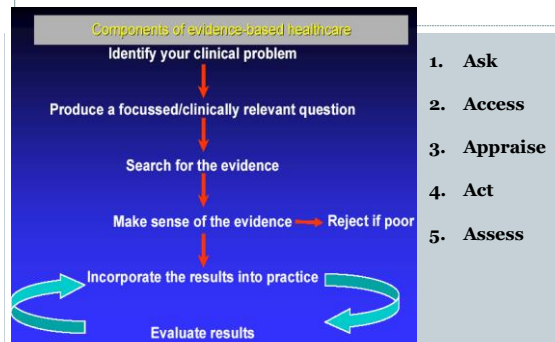 Components of evidence-based healthcare
Identify your clinical problem
Produce a focussed/clinically relevant question
Search for the evidence
Make sense of the evidence
Reject if poor
Incorporate the results into practice
Evaluate results
1. Ask
2. Access
3. Appraise
4. Act
5. Assess